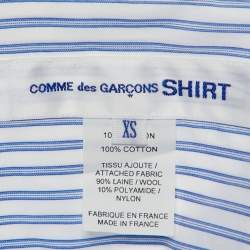 COMME des GARÇONS SHIRT
XS
100% COTTON
TISSU AJOUTE /
ATTACHED FABRIC
90% LAINE / WOOL
10% POLYAMIDE /
NYLON
FABRIQUE EN FRANCE
MADE IN FRANCE